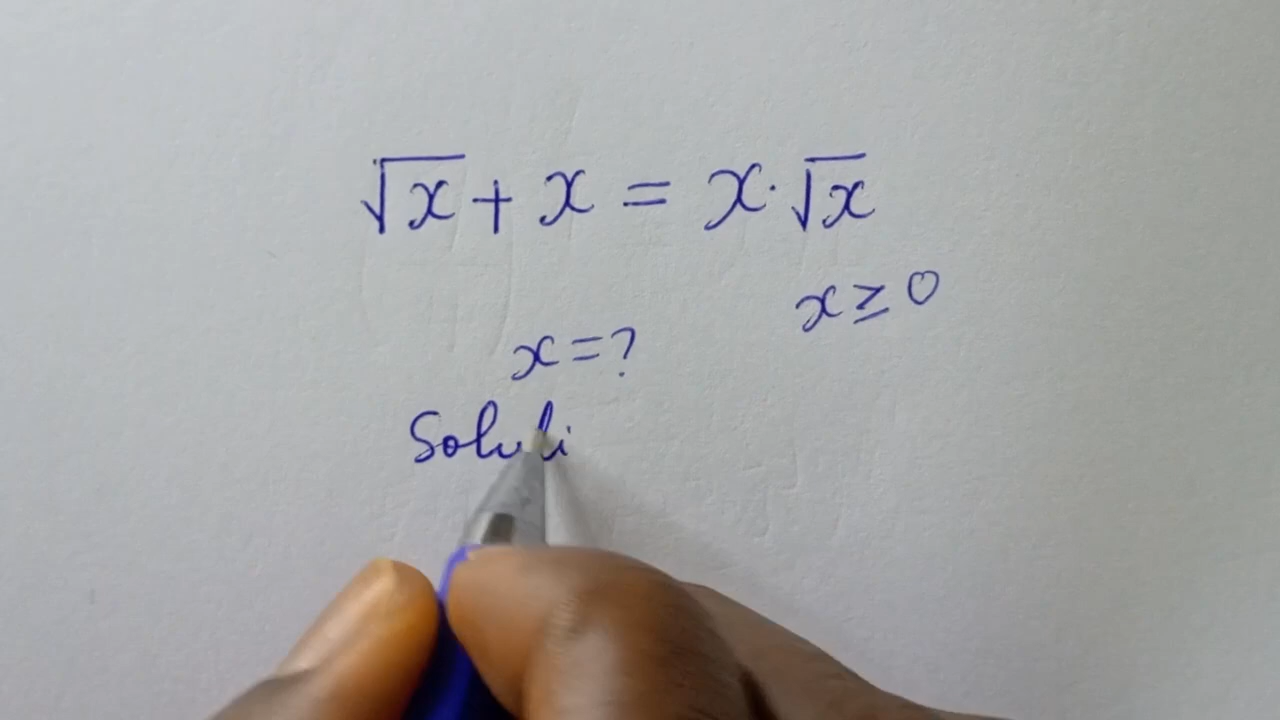 √x + x = x·√x
x ≥ 0
x = ?
Soluti